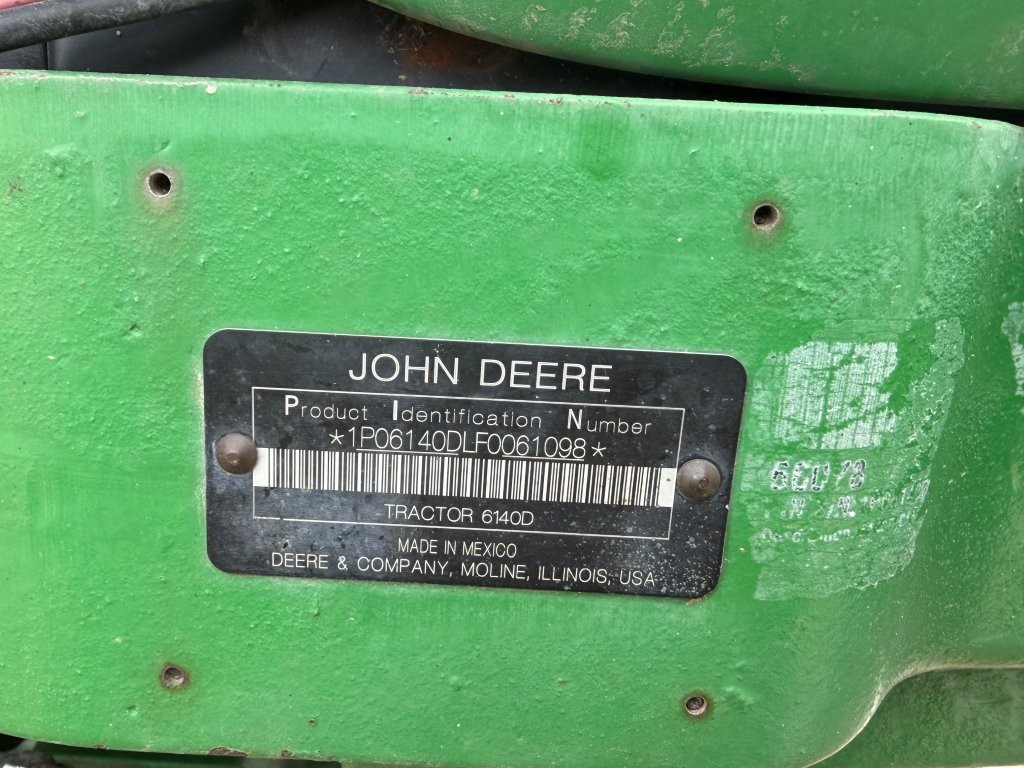 JOHN DEERE
Product Identification Number
*1P06140DLF0061098*
TRACTOR 6140D
MADE IN MEXICO
DEERE & COMPANY, MOLINE, ILLINOIS, USA